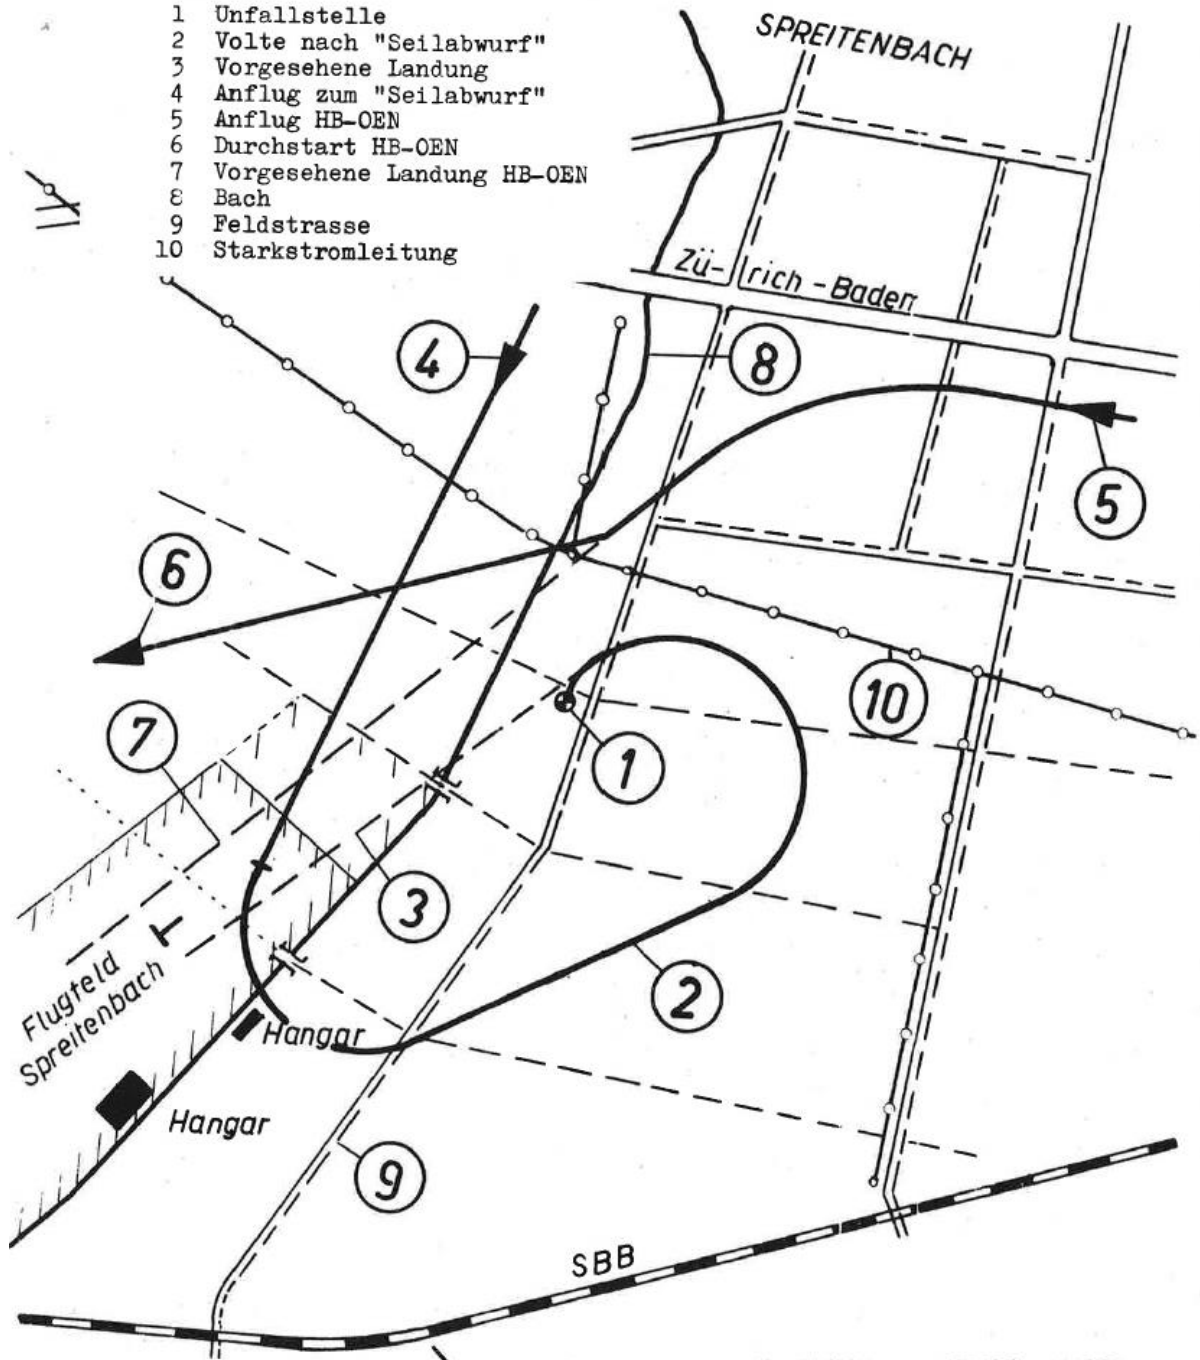 1 Unfallstelle
2 Volte nach "Seilabwurf"
3 Vorgesehene Landung
4 Anflug zum "Seilabwurf"
5 Anflug HB-OEN
6 Durchstart HB-OEN
7 Vorgesehene Landung HB-OEN
8 Bach
9 Feldstrasse
10 Starkstromleitung
SPREITENBACH
Zü-rich-Baden
4
8
5
6
10
7
1
3
2
Flugfeld
Spreitenbach
Hangar
Hangar
9
SBB